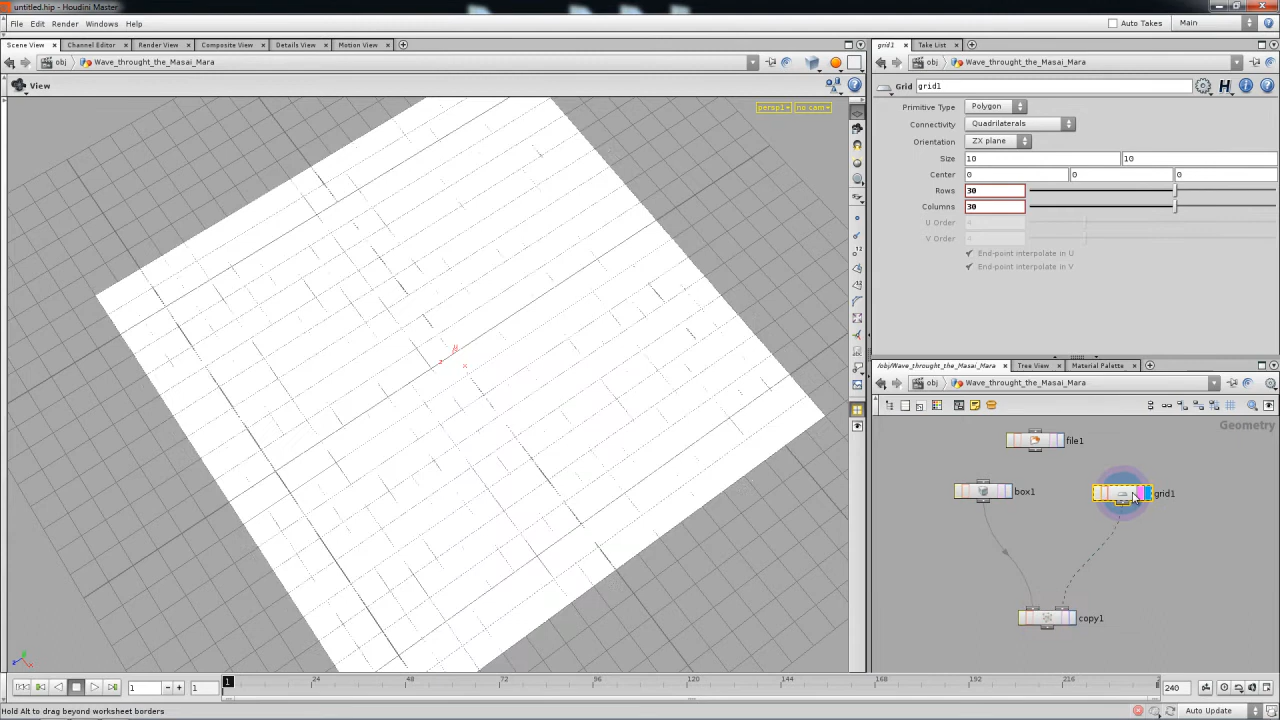 untitled.hip - Houdini Master
File Edit Render Windows Help
Auto Takes Main
Scene View Channel Editor Render View Composite View Details View Motion View
grid1 Take List
obj Wave_throught_the_Masai_Mara
obj Wave_throught_the_Masai_Mara
View
Grid grid1
persp1 no cam
Primitive Type Polygon
Connectivity Quadrilaterals
Orientation ZX plane
Size 10 10
Center 0 0 0
Rows 30
Columns 30
U Order 4
V Order 4
End-point interpolate in U
End-point interpolate in V
/obj/Wave_throught_the_Masai_Mara Tree View Material Palette
obj Wave_throught_the_Masai_Mara
Geometry
file1
box1
grid1
copy1
1 1 1 24 48 72 96 120 144 168 192 216 2 240
Hold Alt to drag beyond worksheet borders
Auto Update